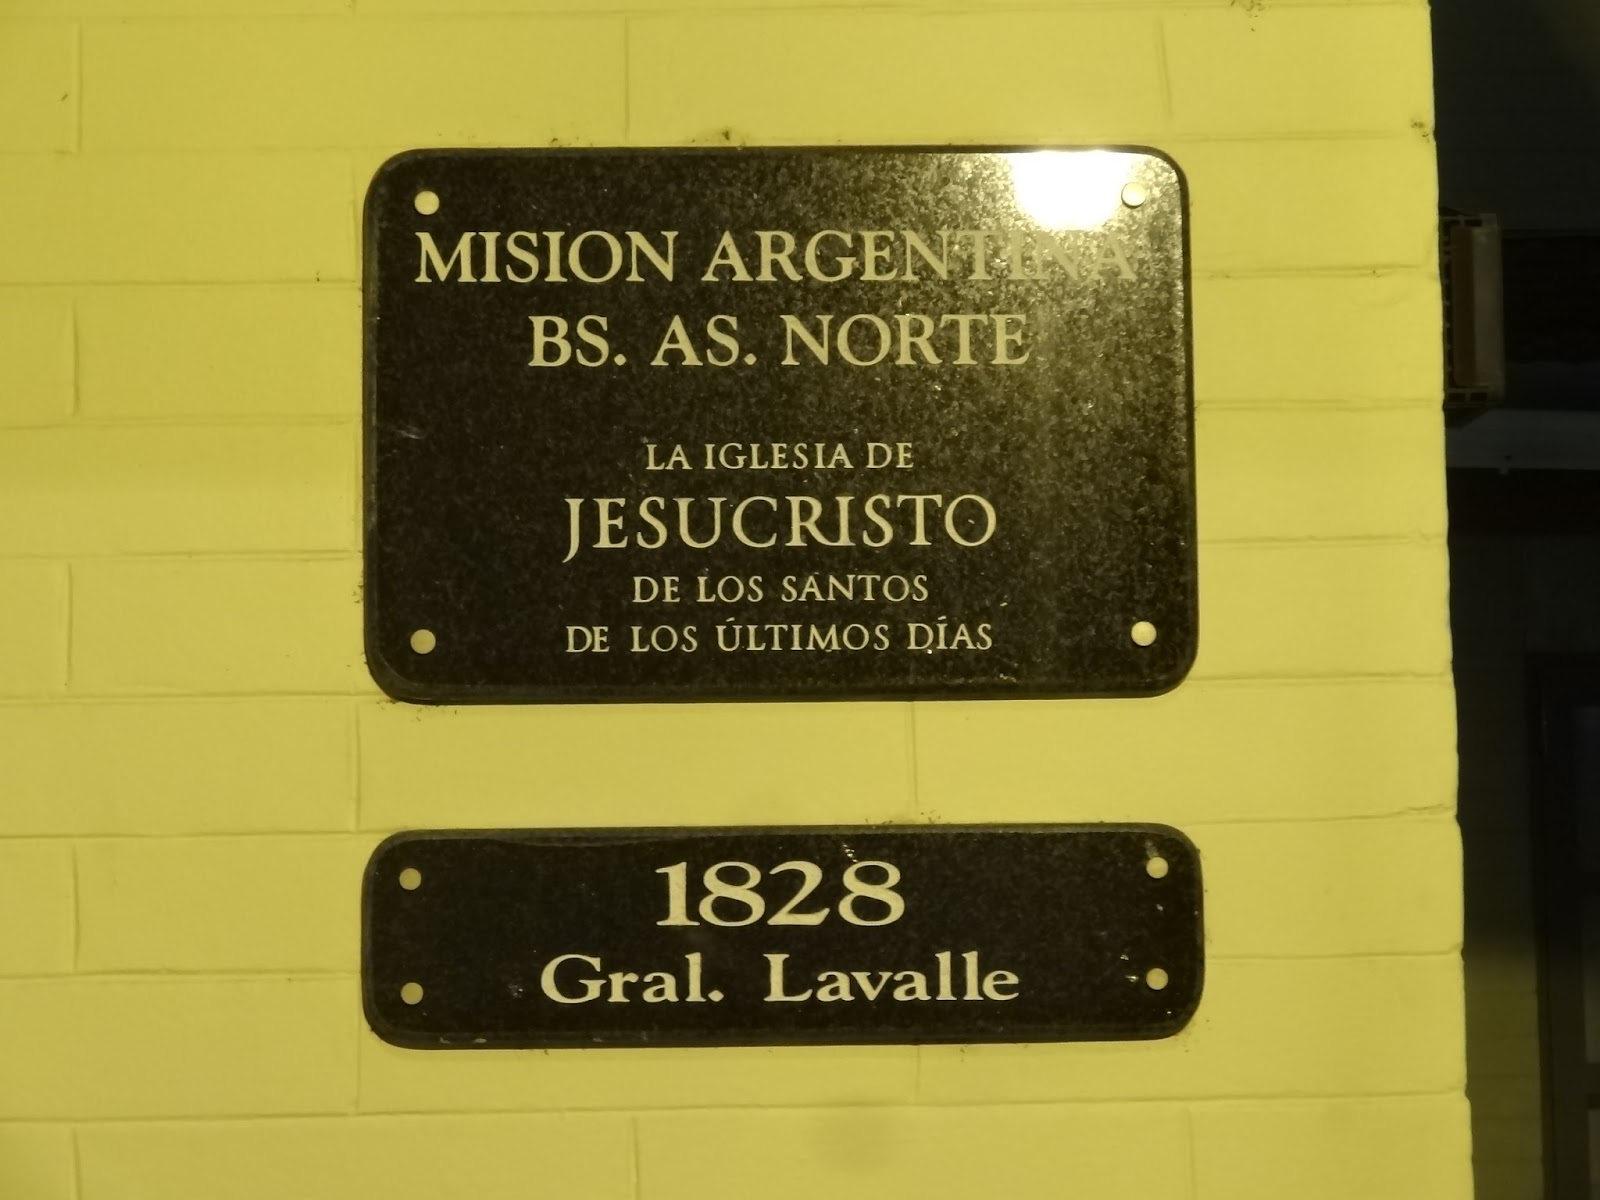 MISION ARGENTINA
BS. AS. NORTE
LA IGLESIA DE
JESUCRISTO
DE LOS SANTOS
DE LOS ÚLTIMOS DÍAS
1828
Gral. Lavalle